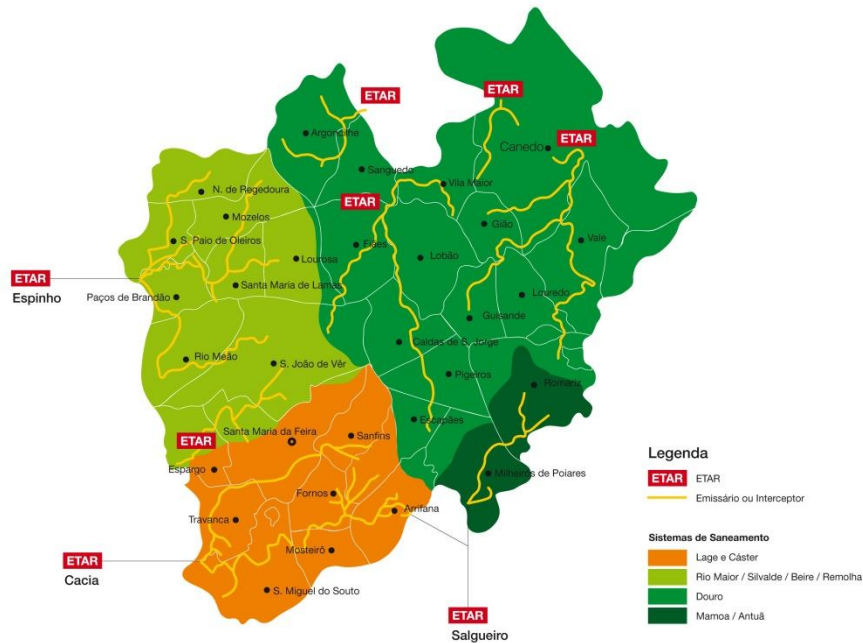 ETAR
ETAR
Argoncilhe
Canedo
ETAR
Sanguedo
Vila Maior
N. de Regedoura
ETAR
Mozelos
Gião
S. Paio de Oleiros
Fiães
Vale
Lourosa
Lobão
ETAR
Espinho
Santa Maria de Lamas
Paços de Brandão
Louredo
Guisande
Caldas de S. Jorge
Rio Meão
S. João de Vêr
Pigeiros
Romariz
Escapães
Santa Maria da Feira
ETAR
Sanfins
Espargo
Milheirós de Poiares
Fornos
Arrifana
Travanca
Mosteiró
ETAR
Cacia
S. Miguel do Souto
ETAR
Salgueiro
Legenda
ETAR ETAR
Emissário ou Interceptor
Sistemas de Saneamento
Lage e Cáster
Rio Maior / Silvalde / Beire / Remolha
Douro
Mamoa / Antuã